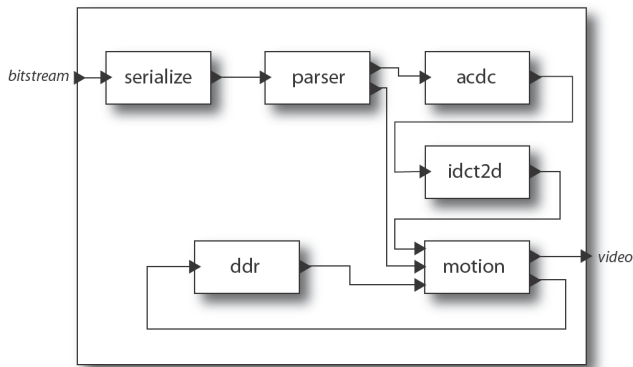 bitstream
serialize
parser
acdc
idct2d
ddr
motion
video